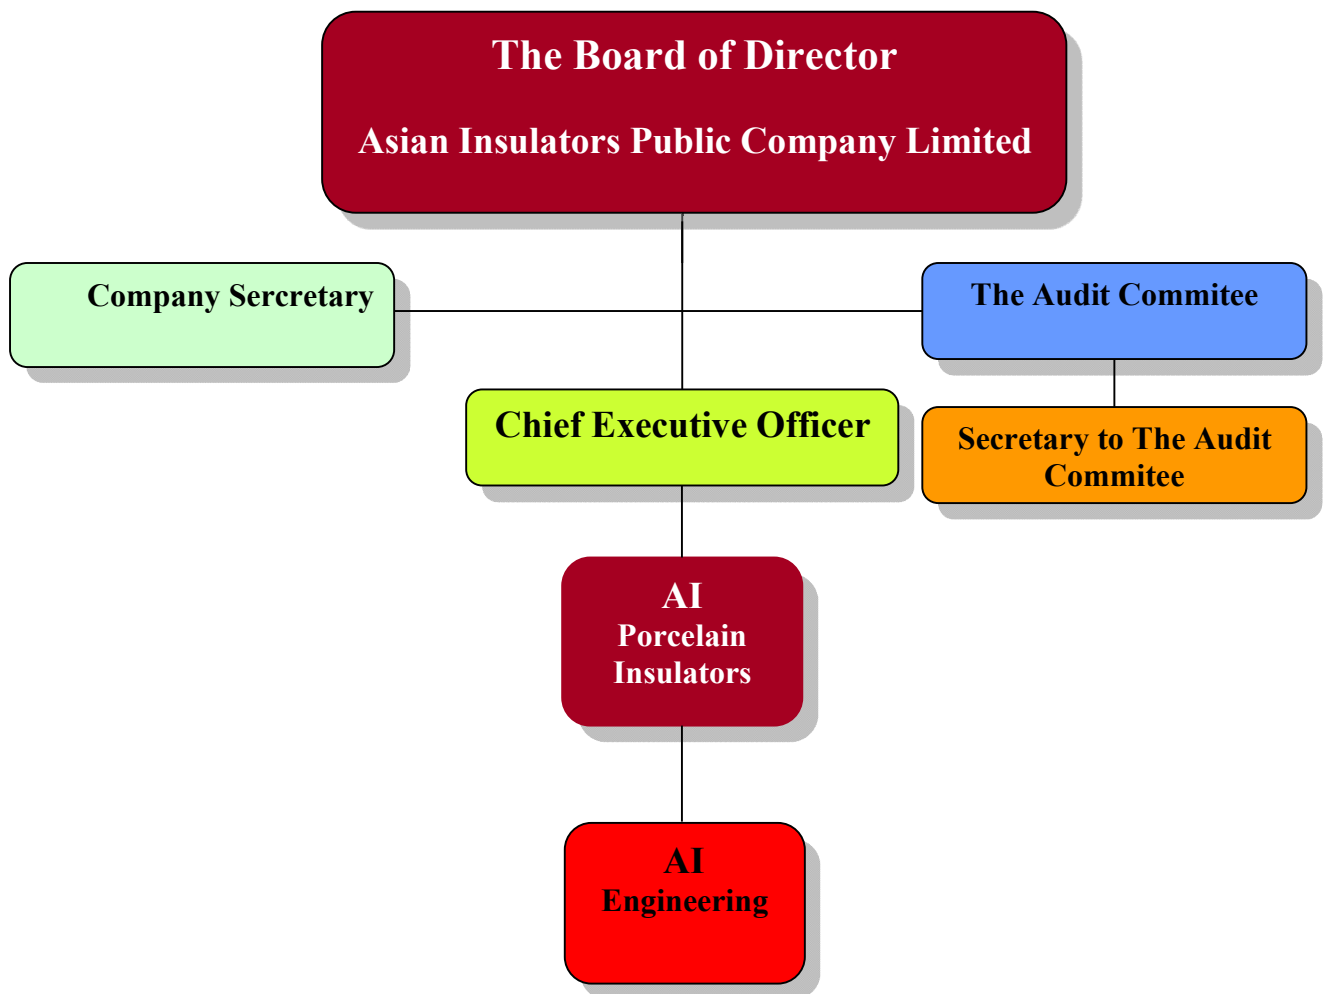 The Board of Director
Asian Insulators Public Company Limited
Company Sercretary
The Audit Commitee
Chief Executive Officer
Secretary to The Audit
Commitee
AI
Porcelain
Insulators
AI
Engineering